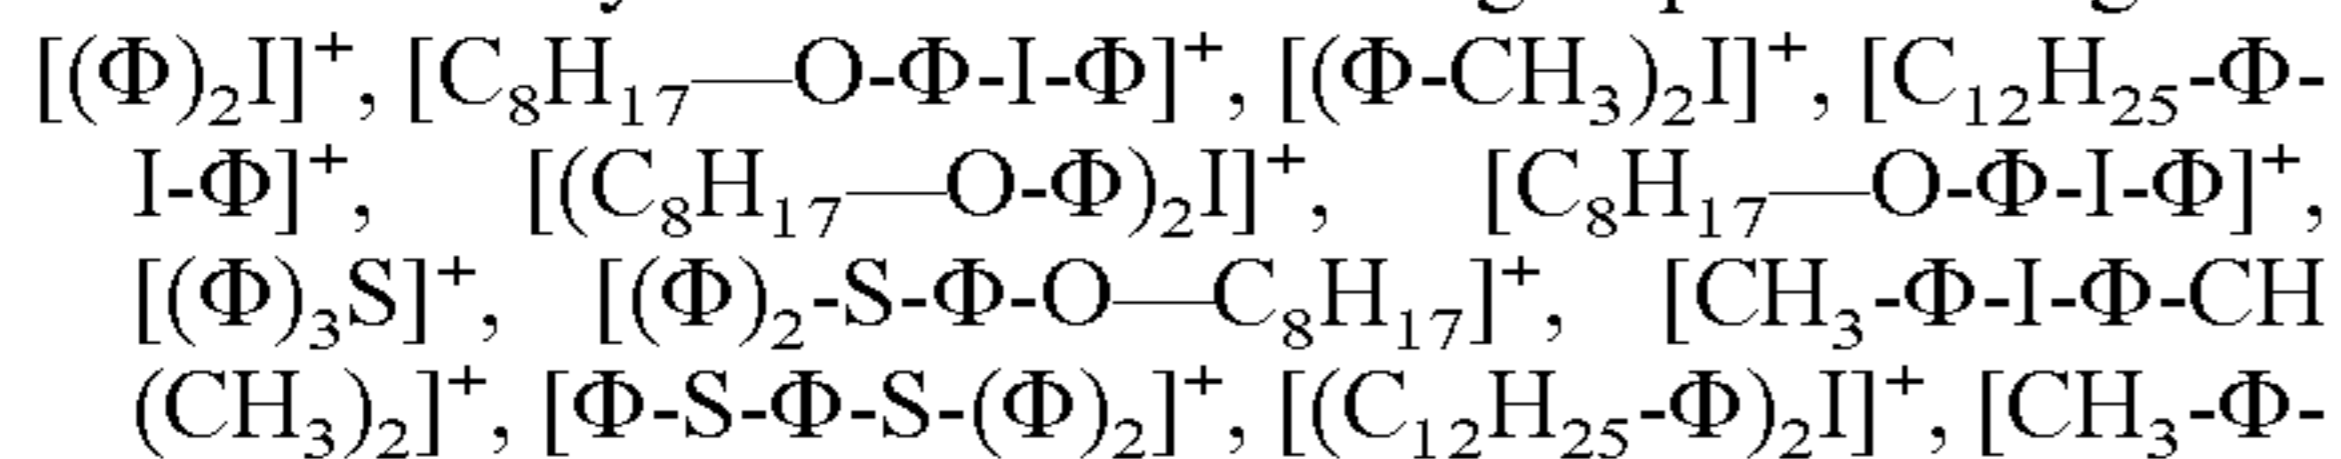 [(Φ)₂I]⁺, [C₈H₁₇—O-Φ-I-Φ]⁺, [(Φ-CH₃)₂I]⁺, [C₁₂H₂₅-Φ-
I-Φ]⁺, [(C₈H₁₇—O-Φ)₂I]⁺, [C₈H₁₇—O-Φ-I-Φ]⁺,
[(Φ)₃S]⁺, [(Φ)₂-S-Φ-O—C₈H₁₇]⁺, [CH₃-Φ-I-Φ-CH
(CH₃)₂]⁺, [Φ-S-Φ-S-(Φ)₂]⁺, [(C₁₂H₂₅-Φ)₂I]⁺, [CH₃-Φ-